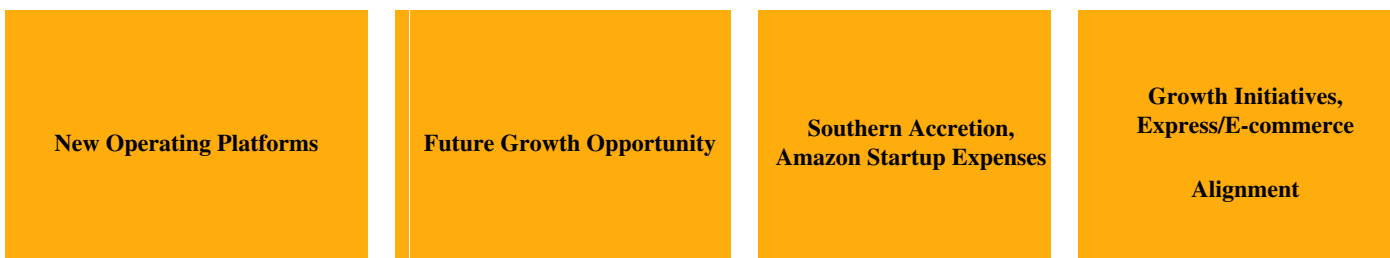 New Operating Platforms
Future Growth Opportunity
Southern Accretion,
Amazon Startup Expenses
Growth Initiatives,
Express/E-commerce
Alignment